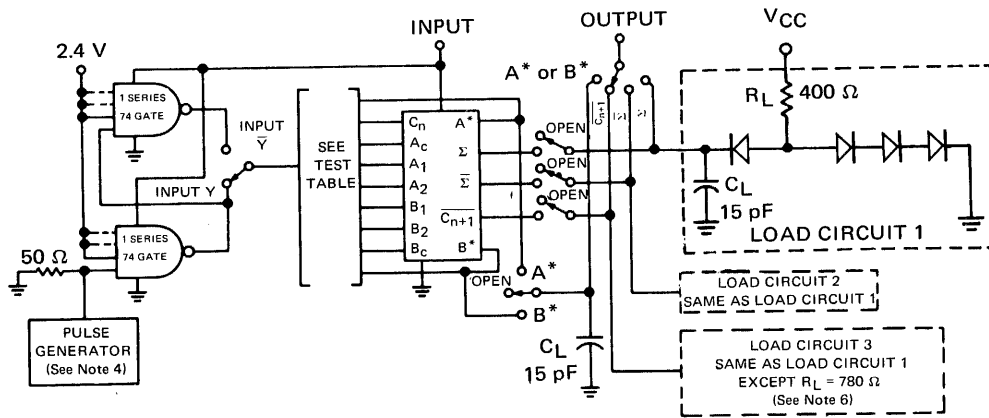 2.4 V
1 SERIES
74 GATE
1 SERIES
74 GATE
50 Ω
PULSE
GENERATOR
(See Note 4)
INPUT
Y̅
INPUT Y
SEE
TEST
TABLE
INPUT
Cn
Ac
A1
A2
B1
B2
Bc
A*
Σ
Σ̅
C̅n+1
B*
OPEN
OPEN
OPEN
OPEN
A*
B*
CL
15 pF
OUTPUT
A* or B*
C̅n+1
Σ̅
Σ
VCC
RL
400 Ω
CL
15 pF
LOAD CIRCUIT 1
LOAD CIRCUIT 2
SAME AS LOAD CIRCUIT 1
LOAD CIRCUIT 3
SAME AS LOAD CIRCUIT 1
EXCEPT RL = 780 Ω
(See Note 6)